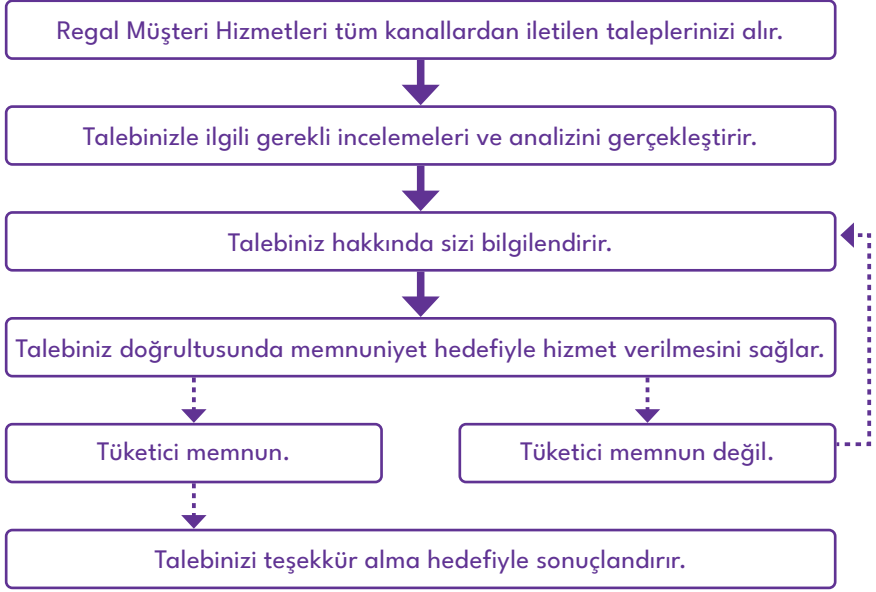 Regal Müşteri Hizmetleri tüm kanallardan iletilen taleplerinizi alır.
Talebinizle ilgili gerekli incelemeleri ve analizini gerçekleştirir.
Talebiniz hakkında sizi bilgilendirir.
Talebiniz doğrultusunda memnuniyet hedefiyle hizmet verilmesini sağlar.
Tüketici memnun.
Tüketici memnun değil.
Talebinizi teşekkür alma hedefiyle sonuçlandırır.